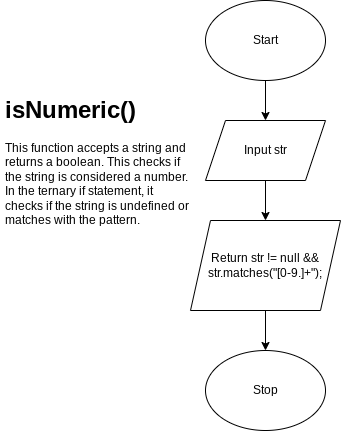 isNumeric()
This function accepts a string and
returns a boolean. This checks if
the string is considered a number.
In the ternary if statement, it
checks if the string is undefined or
matches with the pattern.
Start
Input str
Return str != null &&
str.matches("[0-9.]+");
Stop